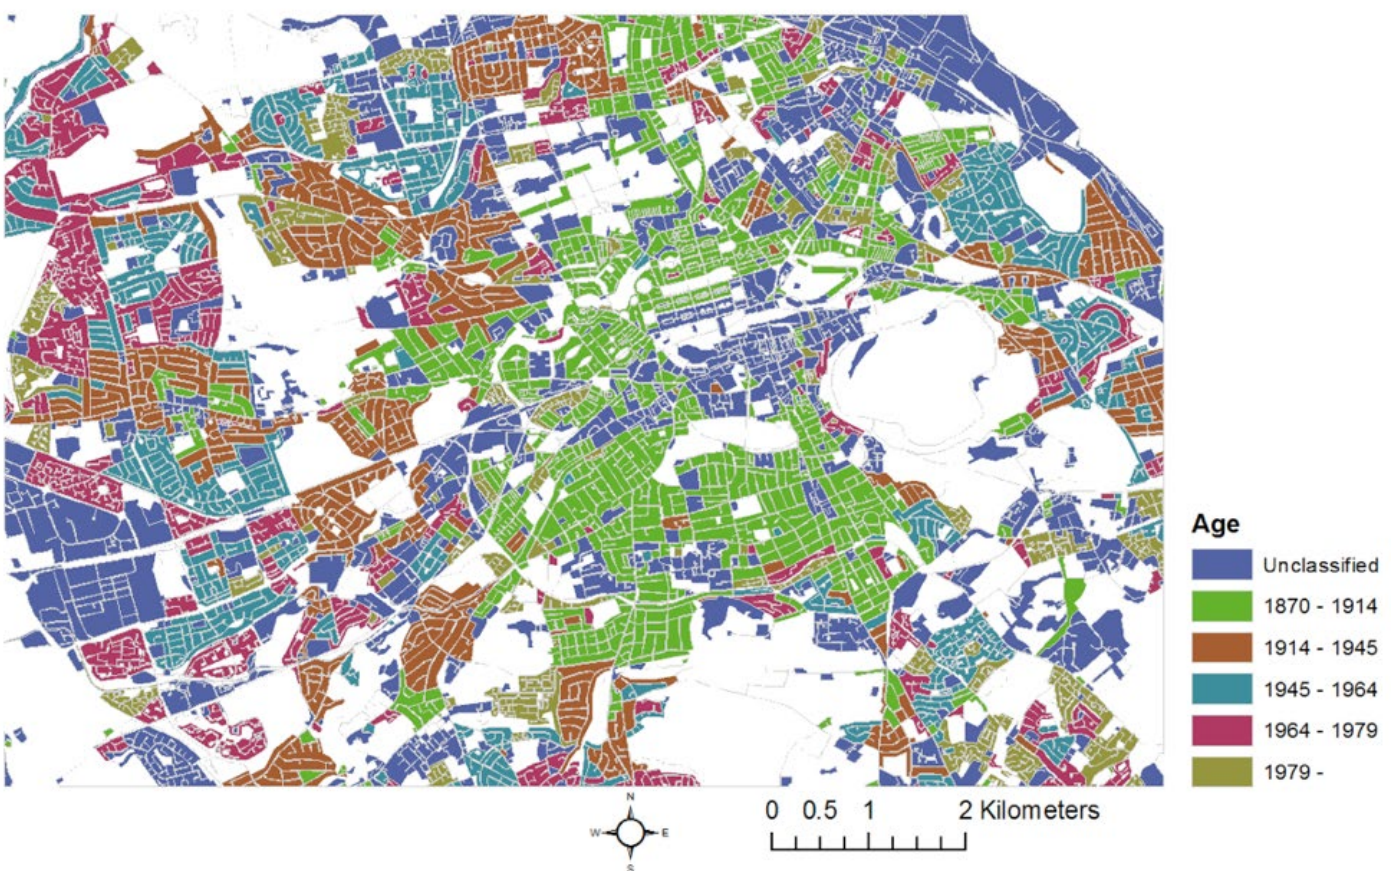 Age
Unclassified
1870 - 1914
1914 - 1945
1945 - 1964
1964 - 1979
1979 -
N
W E
S
0 0.5 1 2 Kilometers